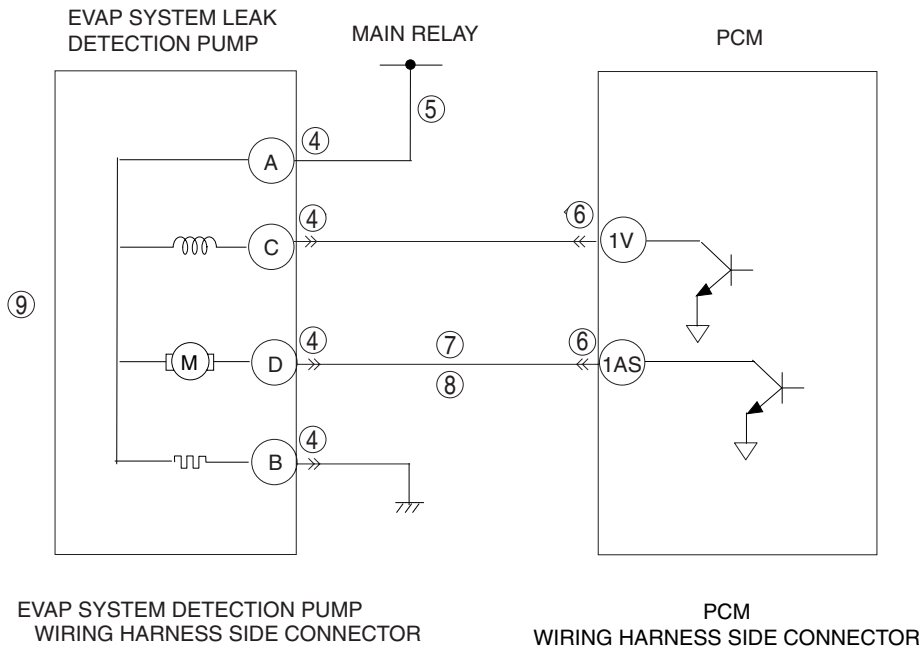 EVAP SYSTEM LEAK
DETECTION PUMP
MAIN RELAY
PCM
4
5
A
4
6
C
1V
9
4
7
6
M
D
1AS
8
4
B
EVAP SYSTEM DETECTION PUMP
WIRING HARNESS SIDE CONNECTOR
PCM
WIRING HARNESS SIDE CONNECTOR